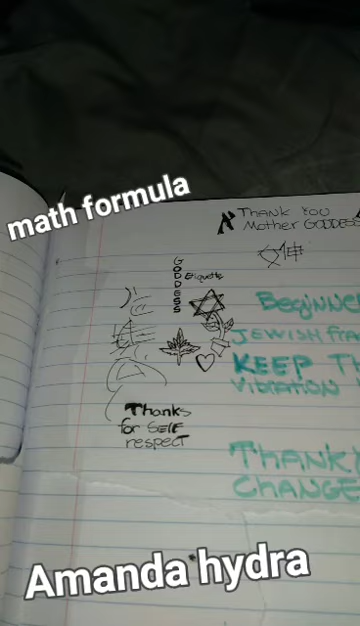 math formula
א THANK YOU
Mother GODDESS
GODDESS
Etiquette
Beginne
JEWISH fra
KEEP TH
VIBRATION
Thanks
for SELF
respect
THANK Y
CHANGE
Amanda hydra